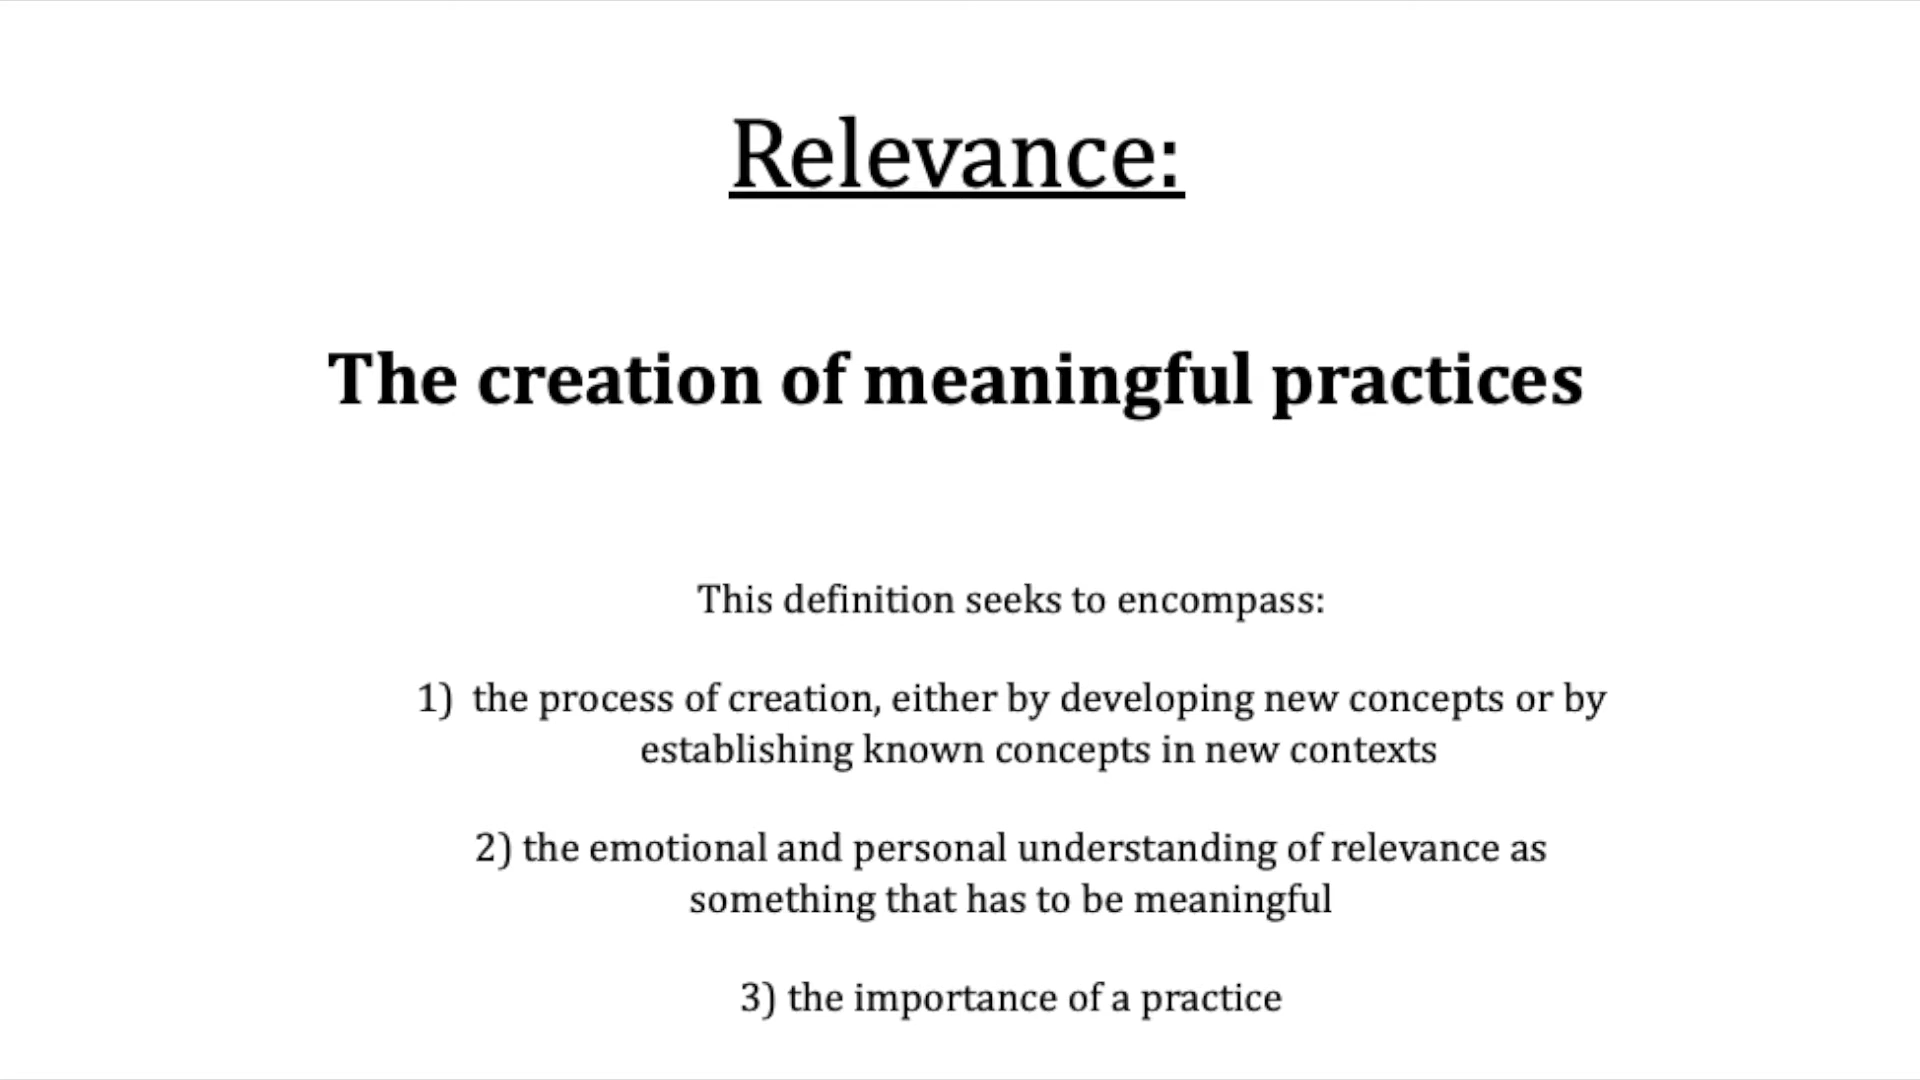 Relevance:
The creation of meaningful practices
This definition seeks to encompass:
1) the process of creation, either by developing new concepts or by
establishing known concepts in new contexts
2) the emotional and personal understanding of relevance as
something that has to be meaningful
3) the importance of a practice